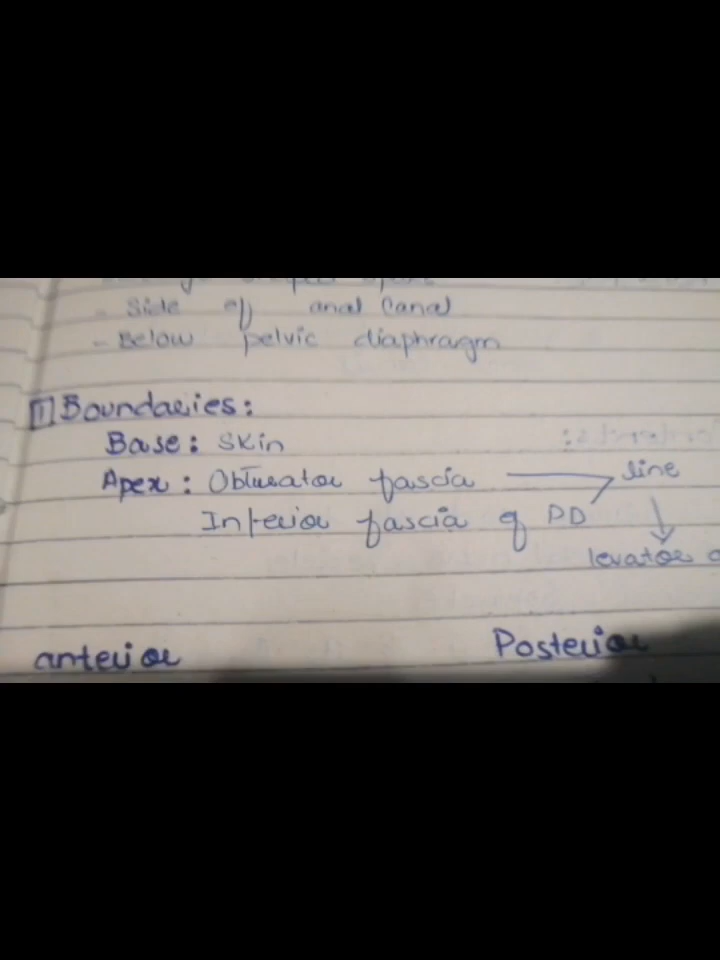 - Side of anal Canal
- Below pelvic diaphragm
1 Boundaries:
Base: Skin
Apex: Obturator fascia → line
Inferior fascia of PD
levator
anterior Posterior